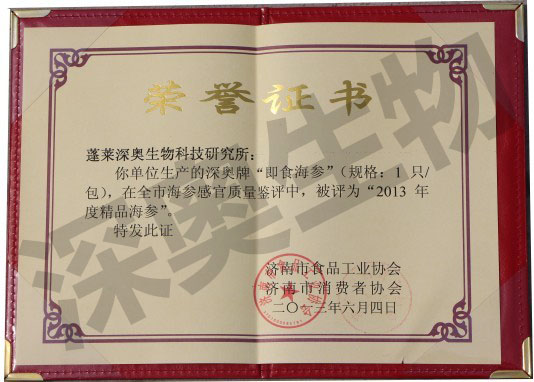 荣誉证书
蓬莱深奥生物科技研究所：
你单位生产的深奥牌“即食海参”（规格：1 只/
包），在全市海参感官质量鉴评中，被评为“2013 年
度精品海参”。
特发此证
济南市食品工业协会
济南市消费者协会
二〇一三年六月四日
深奥生物